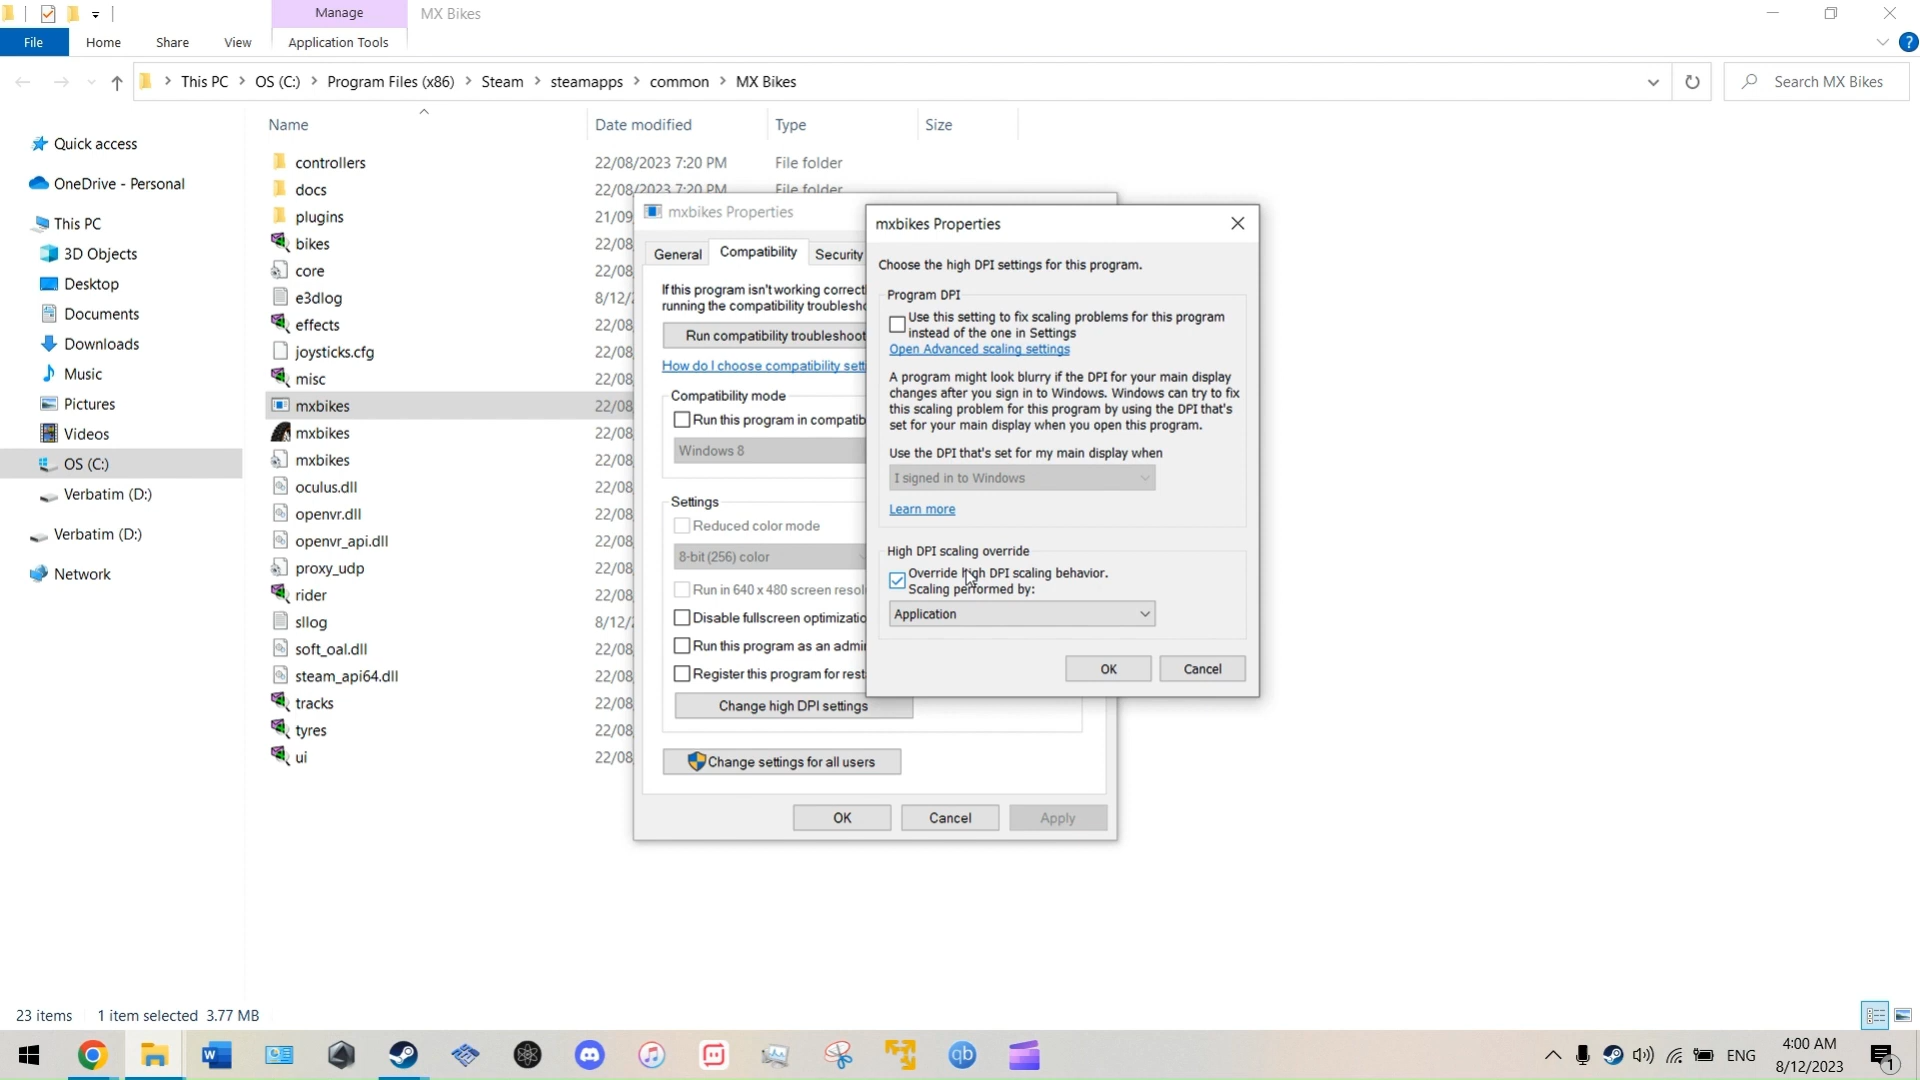 Manage
MX Bikes
File
Home
Share
View
Application Tools
?
This PC
OS (C:)
Program Files (x86)
Steam
steamapps
common
MX Bikes
Search MX Bikes
Name
Date modified
Type
Size
Quick access
OneDrive - Personal
This PC
3D Objects
Desktop
Documents
Downloads
Music
Pictures
Videos
OS (C:)
Verbatim (D:)
Verbatim (D:)
Network
controllers 22/08/2023 7:20 PM File folder
docs 22/08/2023 7:20 PM File folder
plugins 21/09
bikes 22/08
core 22/08
e3dlog 8/12/
effects 22/08
joysticks.cfg 22/08
misc 22/08
mxbikes 22/08
mxbikes 22/08
mxbikes 22/08
oculus.dll 22/08
openvr.dll 22/08
openvr_api.dll 22/08
proxy_udp 22/08
rider 22/08
sllog 8/12/
soft_oal.dll 22/08
steam_api64.dll 22/08
tracks 22/08
tyres 22/08
ui 22/08
mxbikes Properties
General
Compatibility
Security
If this program isn't working correct
running the compatibility troublesh
Run compatibility troubleshoot
How do I choose compatibility sett
Compatibility mode
Run this program in compatib
Windows 8
Settings
Reduced color mode
8-bit (256) color
Run in 640 x 480 screen resol
Disable fullscreen optimizatio
Run this program as an admi
Register this program for rest
Change high DPI settings
Change settings for all users
OK
Cancel
Apply
mxbikes Properties
Choose the high DPI settings for this program.
Program DPI
Use this setting to fix scaling problems for this program
instead of the one in Settings
Open Advanced scaling settings
A program might look blurry if the DPI for your main display
changes after you sign in to Windows. Windows can try to fix
this scaling problem for this program by using the DPI that's
set for your main display when you open this program.
Use the DPI that's set for my main display when
I signed in to Windows
Learn more
High DPI scaling override
Override high DPI scaling behavior.
Scaling performed by:
Application
OK
Cancel
23 items
1 item selected 3.77 MB
W
qb
ENG
4:00 AM
8/12/2023
1